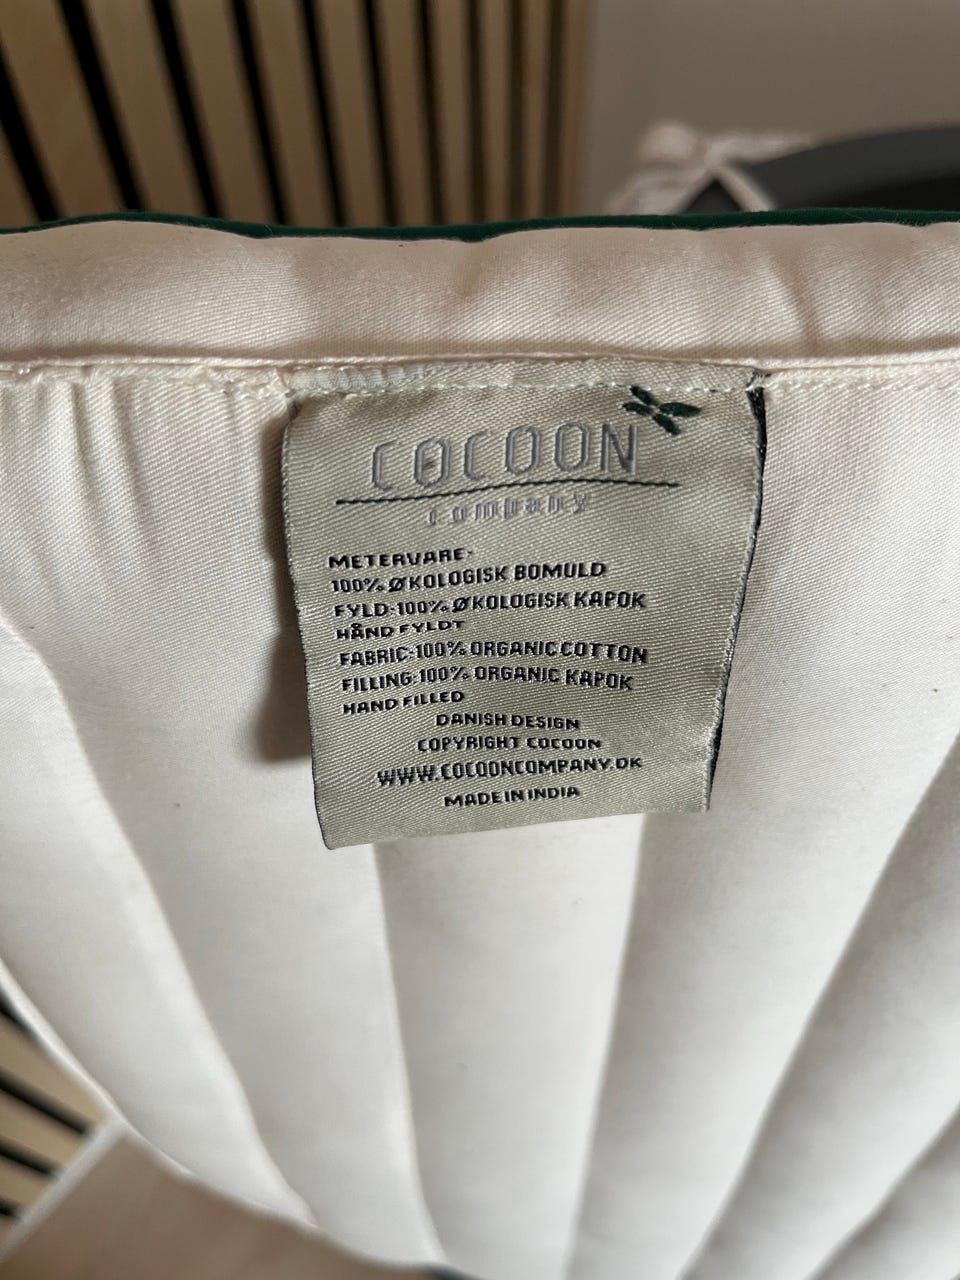 COCOON
company
METERVARE:
100% ØKOLOGISK BOMULD
FYLD:100% ØKOLOGISK KAPOK
HÅND FYLDT
FABRIC:100% ORGANIC COTTON
FILLING:100% ORGANIC KAPOK
HAND FILLED
DANISH DESIGN
COPYRIGHT COCOON
WWW.COCOONCOMPANY.DK
MADE IN INDIA